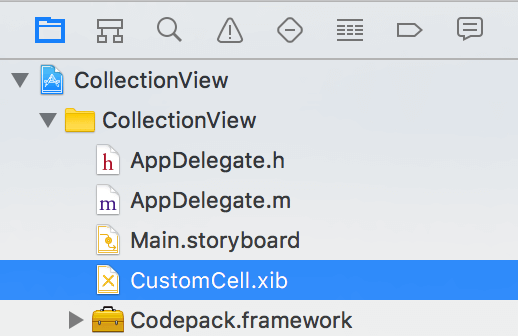 CollectionView
CollectionView
h AppDelegate.h
m AppDelegate.m
Main.storyboard
CustomCell.xib
Codepack.framework